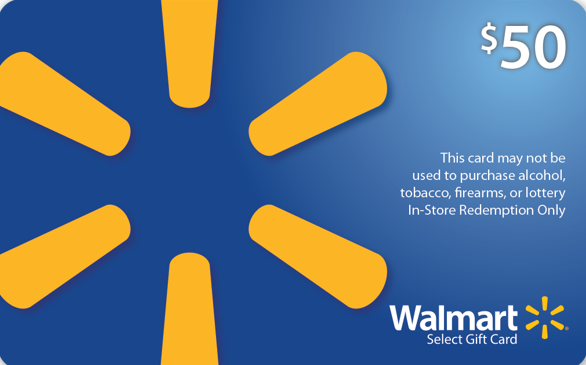 $50
This card may not be
used to purchase alcohol,
tobacco, firearms, or lottery
In-Store Redemption Only
Walmart
Select Gift Card